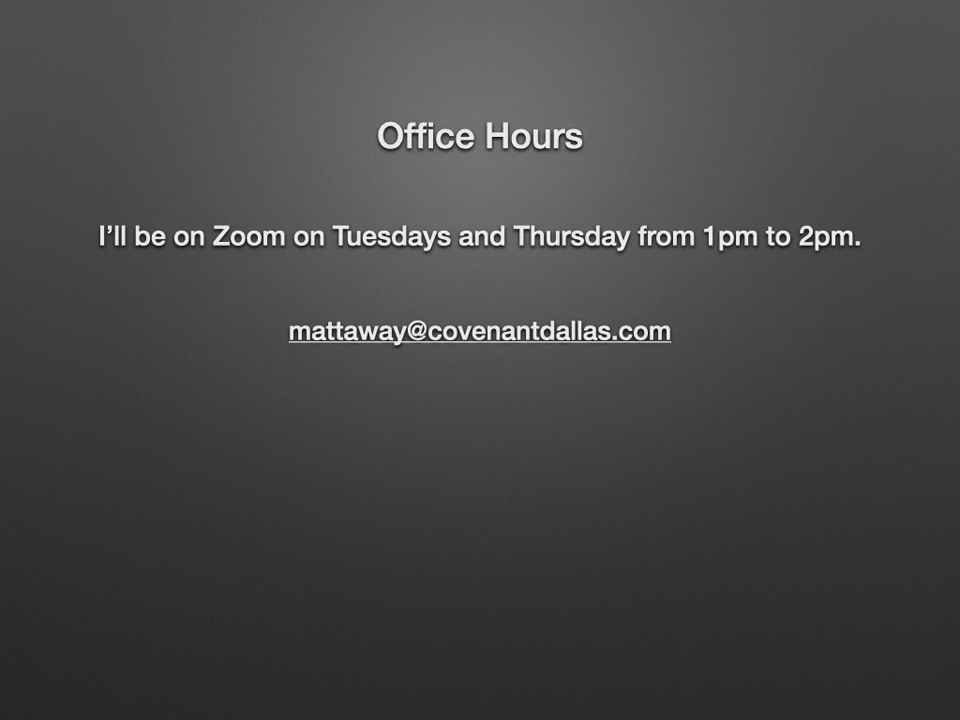 Office Hours
I’ll be on Zoom on Tuesdays and Thursday from 1pm to 2pm.
mattaway@covenantdallas.com